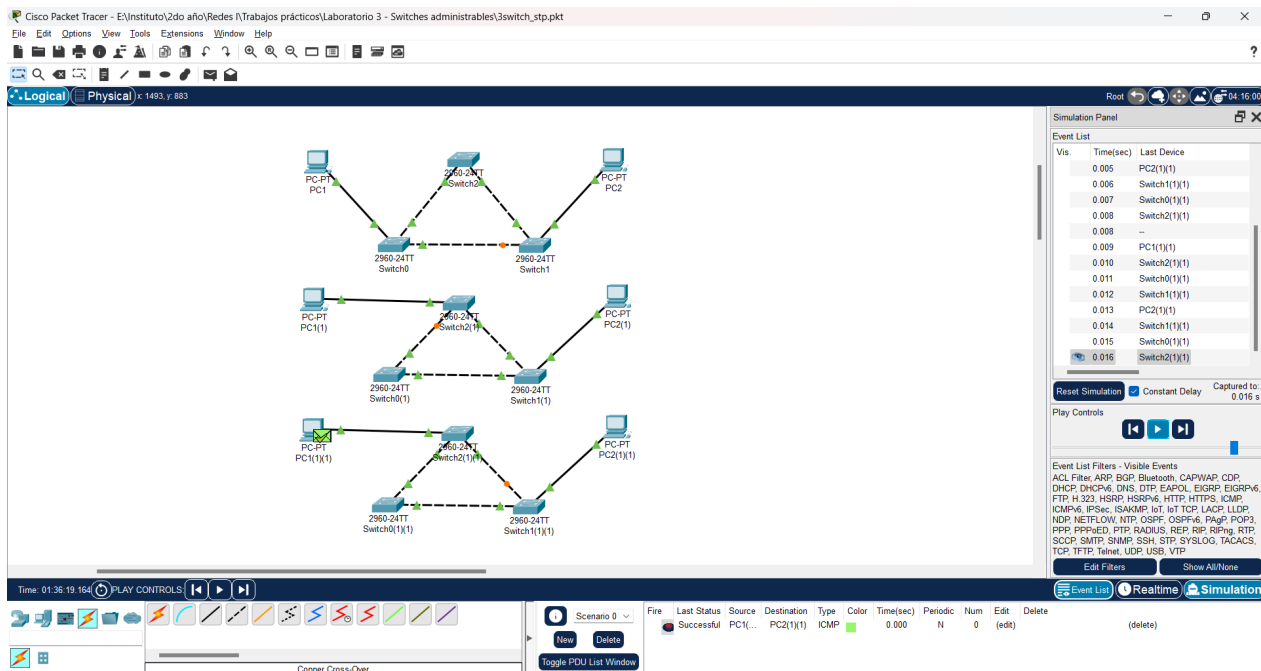 Cisco Packet Tracer - E:\Instituto\2do año\Redes I\Trabajos prácticos\Laboratorio 3 - Switches administrables\3switch_stp.pkt
File Edit Options View Tools Extensions Window Help
?
Logical Physical x: 1493, y: 883 Root 04:16:00
Simulation Panel
Event List
Vis. Time(sec) Last Device
0.005 PC2(1)(1)
0.006 Switch1(1)(1)
0.007 Switch0(1)(1)
0.008 Switch2(1)(1)
0.008 --
0.009 PC1(1)(1)
0.010 Switch2(1)(1)
0.011 Switch0(1)(1)
0.012 Switch1(1)(1)
0.013 PC2(1)(1)
0.014 Switch1(1)(1)
0.015 Switch0(1)(1)
0.016 Switch2(1)(1)
Reset Simulation Constant Delay Captured to:
0.016 s
Play Controls
Event List Filters - Visible Events
ACL Filter, ARP, BGP, Bluetooth, CAPWAP, CDP,
DHCP, DHCPv6, DNS, DTP, EAPOL, EIGRP, EIGRPv6,
FTP, H.323, HSRP, HSRPv6, HTTP, HTTPS, ICMP,
ICMPv6, IPSec, ISAKMP, IoT, IoT TCP, LACP, LLDP,
NDP, NETFLOW, NTP, OSPF, OSPFv6, PAgP, POP3,
PPP, PPPoED, PTP, RADIUS, REP, RIP, RIPng, RTP,
SCCP, SMTP, SNMP, SSH, STP, SYSLOG, TACACS,
TCP, TFTP, Telnet, UDP, USB, VTP
Edit Filters Show All/None
PC-PT
PC1
2960-24TT
Switch2
PC-PT
PC2
2960-24TT
Switch0
2960-24TT
Switch1
PC-PT
PC1(1)
2960-24TT
Switch2(1)
PC-PT
PC2(1)
2960-24TT
Switch0(1)
2960-24TT
Switch1(1)
PC-PT
PC1(1)(1)
2960-24TT
Switch2(1)(1)
PC-PT
PC2(1)(1)
2960-24TT
Switch0(1)(1)
2960-24TT
Switch1(1)(1)
Time: 01:36:19.164 PLAY CONTROLS:
Event List Realtime Simulation
Copper Cross-Over
Scenario 0
New Delete
Toggle PDU List Window
Fire Last Status Source Destination Type Color Time(sec) Periodic Num Edit Delete
Successful PC1(... PC2(1)(1) ICMP 0.000 N 0 (edit) (delete)